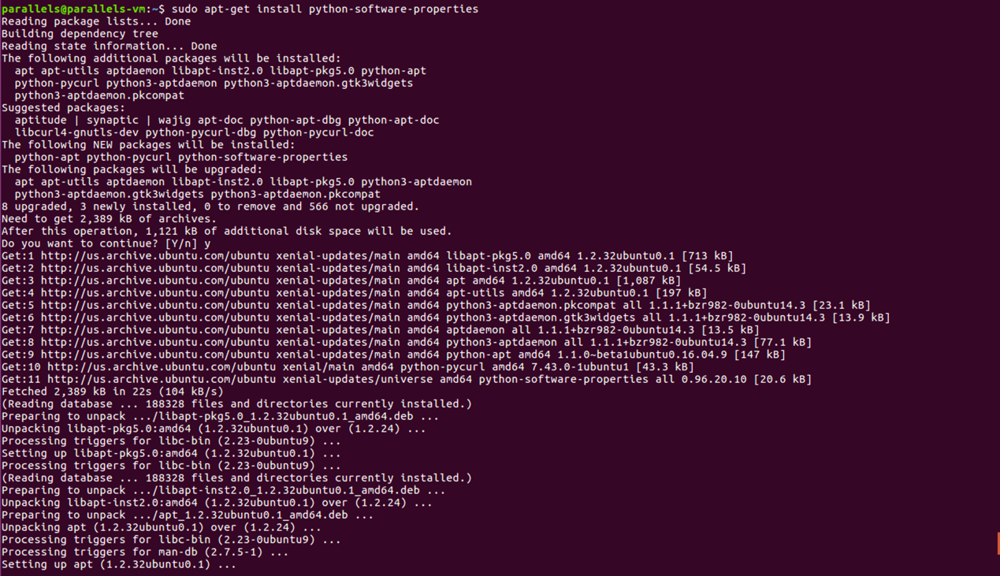 parallels@parallels-vm:~$ sudo apt-get install python-software-properties
Reading package lists... Done
Building dependency tree
Reading state information... Done
The following additional packages will be installed:
  apt apt-utils aptdaemon libapt-inst2.0 libapt-pkg5.0 python-apt
  python-pycurl python3-aptdaemon python3-aptdaemon.gtk3widgets
  python3-aptdaemon.pkcompat
Suggested packages:
  aptitude | synaptic | wajig apt-doc python-apt-dbg python-apt-doc
  libcurl4-gnutls-dev python-pycurl-dbg python-pycurl-doc
The following NEW packages will be installed:
  python-apt python-pycurl python-software-properties
The following packages will be upgraded:
  apt apt-utils aptdaemon libapt-inst2.0 libapt-pkg5.0 python3-aptdaemon
  python3-aptdaemon.gtk3widgets python3-aptdaemon.pkcompat
8 upgraded, 3 newly installed, 0 to remove and 566 not upgraded.
Need to get 2,389 kB of archives.
After this operation, 1,121 kB of additional disk space will be used.
Do you want to continue? [Y/n] y
Get:1 http://us.archive.ubuntu.com/ubuntu xenial-updates/main amd64 libapt-pkg5.0 amd64 1.2.32ubuntu0.1 [713 kB]
Get:2 http://us.archive.ubuntu.com/ubuntu xenial-updates/main amd64 libapt-inst2.0 amd64 1.2.32ubuntu0.1 [54.5 kB]
Get:3 http://us.archive.ubuntu.com/ubuntu xenial-updates/main amd64 apt amd64 1.2.32ubuntu0.1 [1,087 kB]
Get:4 http://us.archive.ubuntu.com/ubuntu xenial-updates/main amd64 apt-utils amd64 1.2.32ubuntu0.1 [197 kB]
Get:5 http://us.archive.ubuntu.com/ubuntu xenial-updates/main amd64 python3-aptdaemon.pkcompat all 1.1.1+bzr982-0ubuntu14.3 [23.1 kB]
Get:6 http://us.archive.ubuntu.com/ubuntu xenial-updates/main amd64 python3-aptdaemon.gtk3widgets all 1.1.1+bzr982-0ubuntu14.3 [13.9 kB]
Get:7 http://us.archive.ubuntu.com/ubuntu xenial-updates/main amd64 aptdaemon all 1.1.1+bzr982-0ubuntu14.3 [13.5 kB]
Get:8 http://us.archive.ubuntu.com/ubuntu xenial-updates/main amd64 python3-aptdaemon all 1.1.1+bzr982-0ubuntu14.3 [77.1 kB]
Get:9 http://us.archive.ubuntu.com/ubuntu xenial-updates/main amd64 python-apt amd64 1.1.0~beta1ubuntu0.16.04.9 [147 kB]
Get:10 http://us.archive.ubuntu.com/ubuntu xenial/main amd64 python-pycurl amd64 7.43.0-1ubuntu1 [43.3 kB]
Get:11 http://us.archive.ubuntu.com/ubuntu xenial-updates/universe amd64 python-software-properties all 0.96.20.10 [20.6 kB]
Fetched 2,389 kB in 22s (104 kB/s)
(Reading database ... 188328 files and directories currently installed.)
Preparing to unpack .../libapt-pkg5.0_1.2.32ubuntu0.1_amd64.deb ...
Unpacking libapt-pkg5.0:amd64 (1.2.32ubuntu0.1) over (1.2.24) ...
Processing triggers for libc-bin (2.23-0ubuntu9) ...
Setting up libapt-pkg5.0:amd64 (1.2.32ubuntu0.1) ...
Processing triggers for libc-bin (2.23-0ubuntu9) ...
(Reading database ... 188328 files and directories currently installed.)
Preparing to unpack .../libapt-inst2.0_1.2.32ubuntu0.1_amd64.deb ...
Unpacking libapt-inst2.0:amd64 (1.2.32ubuntu0.1) over (1.2.24) ...
Preparing to unpack .../apt_1.2.32ubuntu0.1_amd64.deb ...
Unpacking apt (1.2.32ubuntu0.1) over (1.2.24) ...
Processing triggers for libc-bin (2.23-0ubuntu9) ...
Processing triggers for man-db (2.7.5-1) ...
Setting up apt (1.2.32ubuntu0.1) ...